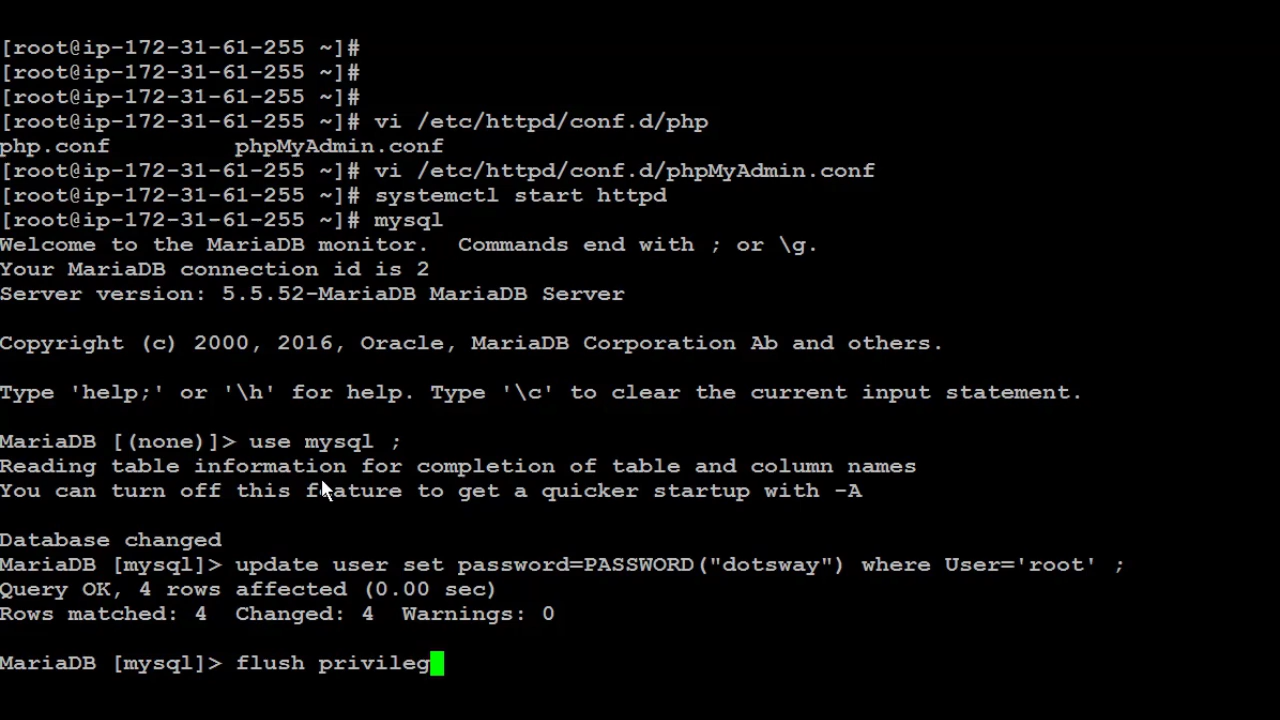 [root@ip-172-31-61-255 ~]#
[root@ip-172-31-61-255 ~]#
[root@ip-172-31-61-255 ~]#
[root@ip-172-31-61-255 ~]# vi /etc/httpd/conf.d/php
php.conf         phpMyAdmin.conf
[root@ip-172-31-61-255 ~]# vi /etc/httpd/conf.d/phpMyAdmin.conf
[root@ip-172-31-61-255 ~]# systemctl start httpd
[root@ip-172-31-61-255 ~]# mysql
Welcome to the MariaDB monitor.  Commands end with ; or \g.
Your MariaDB connection id is 2
Server version: 5.5.52-MariaDB MariaDB Server
Copyright (c) 2000, 2016, Oracle, MariaDB Corporation Ab and others.
Type 'help;' or '\h' for help. Type '\c' to clear the current input statement.
MariaDB [(none)]> use mysql ;
Reading table information for completion of table and column names
You can turn off this feature to get a quicker startup with -A
Database changed
MariaDB [mysql]> update user set password=PASSWORD("dotsway") where User='root' ;
Query OK, 4 rows affected (0.00 sec)
Rows matched: 4  Changed: 4  Warnings: 0
MariaDB [mysql]> flush privileg